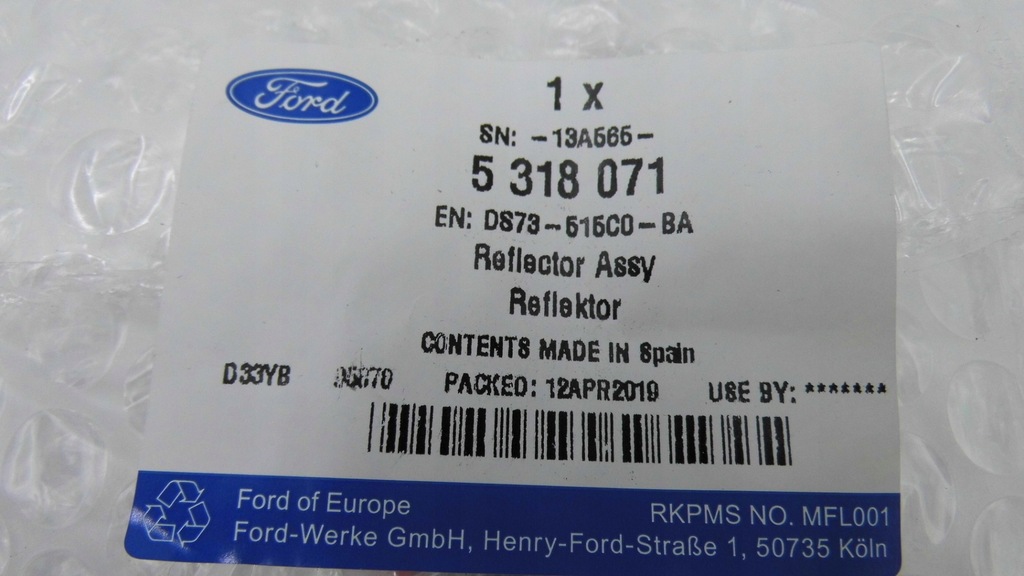 Ford
1 x
SN: -13A565-
5 318 071
EN: DS73-515C0-BA
Reflector Assy
Reflektor
CONTENTS MADE IN Spain
D33YB PACKED: 12APR2019 USE BY: *******
Ford of Europe
RKPMS NO. MFL001
Ford-Werke GmbH, Henry-Ford-Straße 1, 50735 Köln